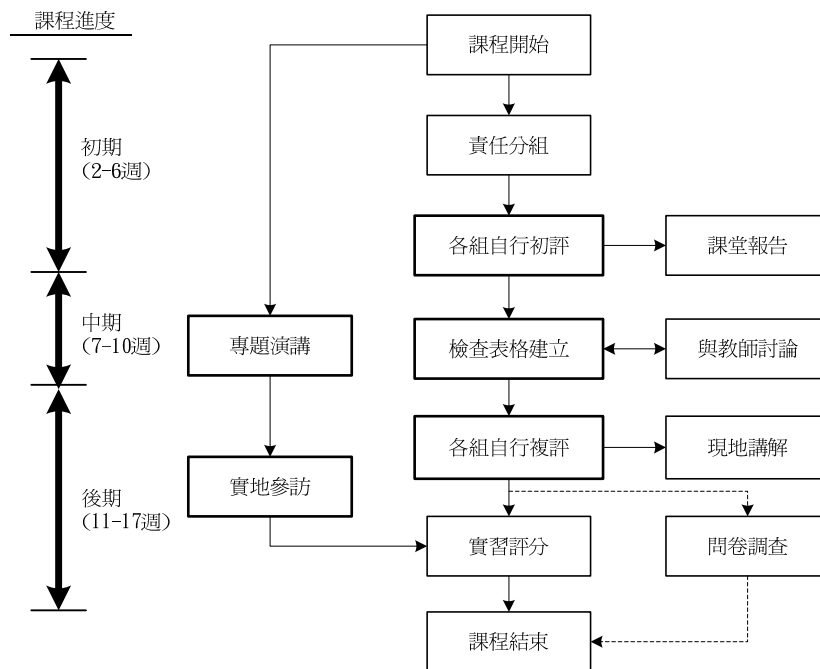 課程進度
課程開始
初期
(2-6週)
責任分組
各組自行初評
課堂報告
中期
(7-10週)
專題演講
檢查表格建立
與教師討論
各組自行複評
現地講解
後期
(11-17週)
實地參訪
實習評分
問卷調查
課程結束